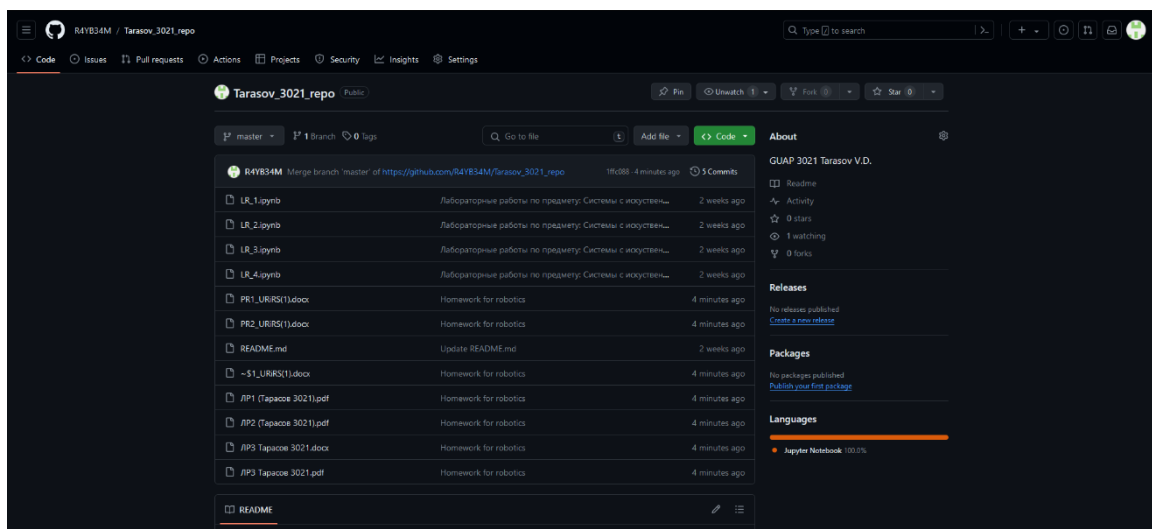 R4YB34M / Tarasov_3021_repo
Type / to search
Code Issues Pull requests Actions Projects Security Insights Settings
Tarasov_3021_repo Public
Pin Unwatch 1 Fork 0 Star 0
master 1 Branch 0 Tags
Go to file t Add file Code
R4YB34M Merge branch 'master' of https://github.com/R4YB34M/Tarasov_3021_repo 1ffc088 · 4 minutes ago 5 Commits
LR_1.ipynb Лабораторные работы по предмету: Системы с искуствен... 2 weeks ago
LR_2.ipynb Лабораторные работы по предмету: Системы с искуствен... 2 weeks ago
LR_3.ipynb Лабораторные работы по предмету: Системы с искуствен... 2 weeks ago
LR_4.ipynb Лабораторные работы по предмету: Системы с искуствен... 2 weeks ago
PR1_URiRS(1).docx Homework for robotics 4 minutes ago
PR2_URiRS(1).docx Homework for robotics 4 minutes ago
README.md Update README.md 2 weeks ago
~$1_URiRS(1).docx Homework for robotics 4 minutes ago
ЛР1 (Тарасов 3021).pdf Homework for robotics 4 minutes ago
ЛР2 (Тарасов 3021).pdf Homework for robotics 4 minutes ago
ЛР3 Тарасов 3021.docx Homework for robotics 4 minutes ago
ЛР3 Тарасов 3021.pdf Homework for robotics 4 minutes ago
README
About
GUAP 3021 Tarasov V.D.
Readme
Activity
0 stars
1 watching
0 forks
Releases
No releases published
Create a new release
Packages
No packages published
Publish your first package
Languages
Jupyter Notebook 100.0%